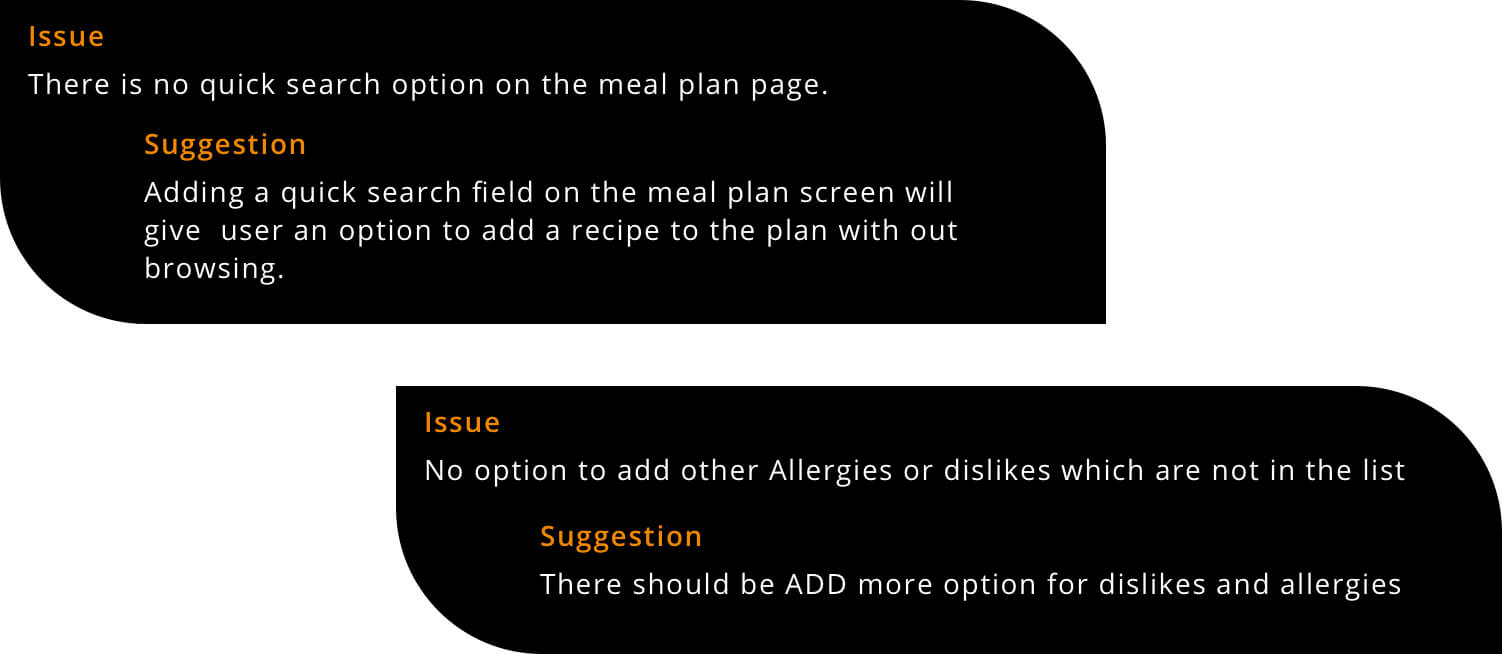 Issue
There is no quick search option on the meal plan page.
Suggestion
Adding a quick search field on the meal plan screen will
give  user an option to add a recipe to the plan with out
browsing.
Issue
No option to add other Allergies or dislikes which are not in the list
Suggestion
There should be ADD more option for dislikes and allergies